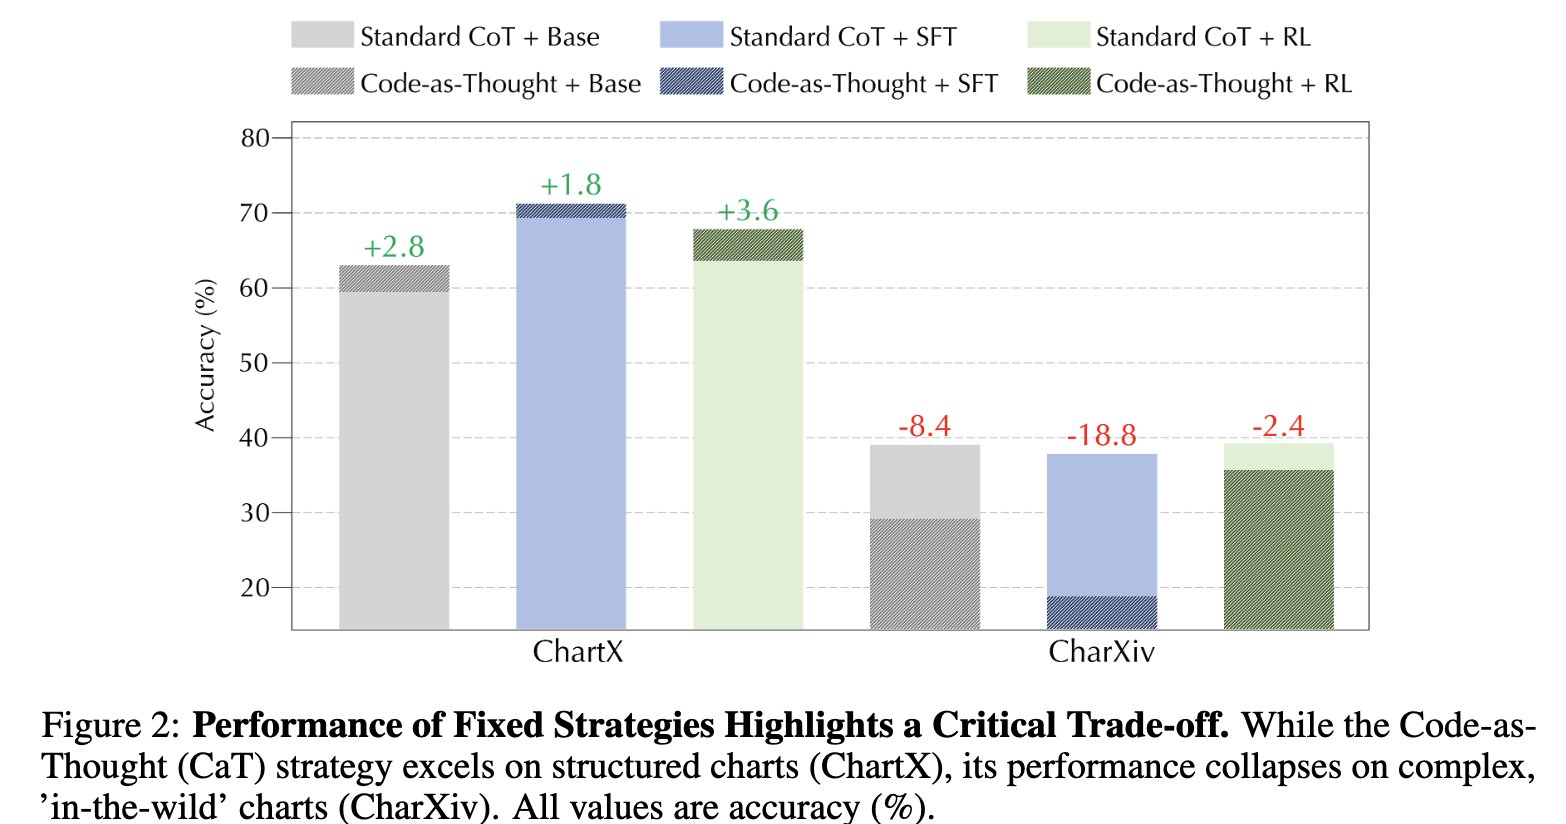 Standard CoT + Base
Standard CoT + SFT
Standard CoT + RL
Code-as-Thought + Base
Code-as-Thought + SFT
Code-as-Thought + RL
80
70
60
50
40
30
20
Accuracy (%)
+2.8
+1.8
+3.6
-8.4
-18.8
-2.4
ChartX
CharXiv
Figure 2: Performance of Fixed Strategies Highlights a Critical Trade-off. While the Code-as-
Thought (CaT) strategy excels on structured charts (ChartX), its performance collapses on complex,
’in-the-wild’ charts (CharXiv). All values are accuracy (%).